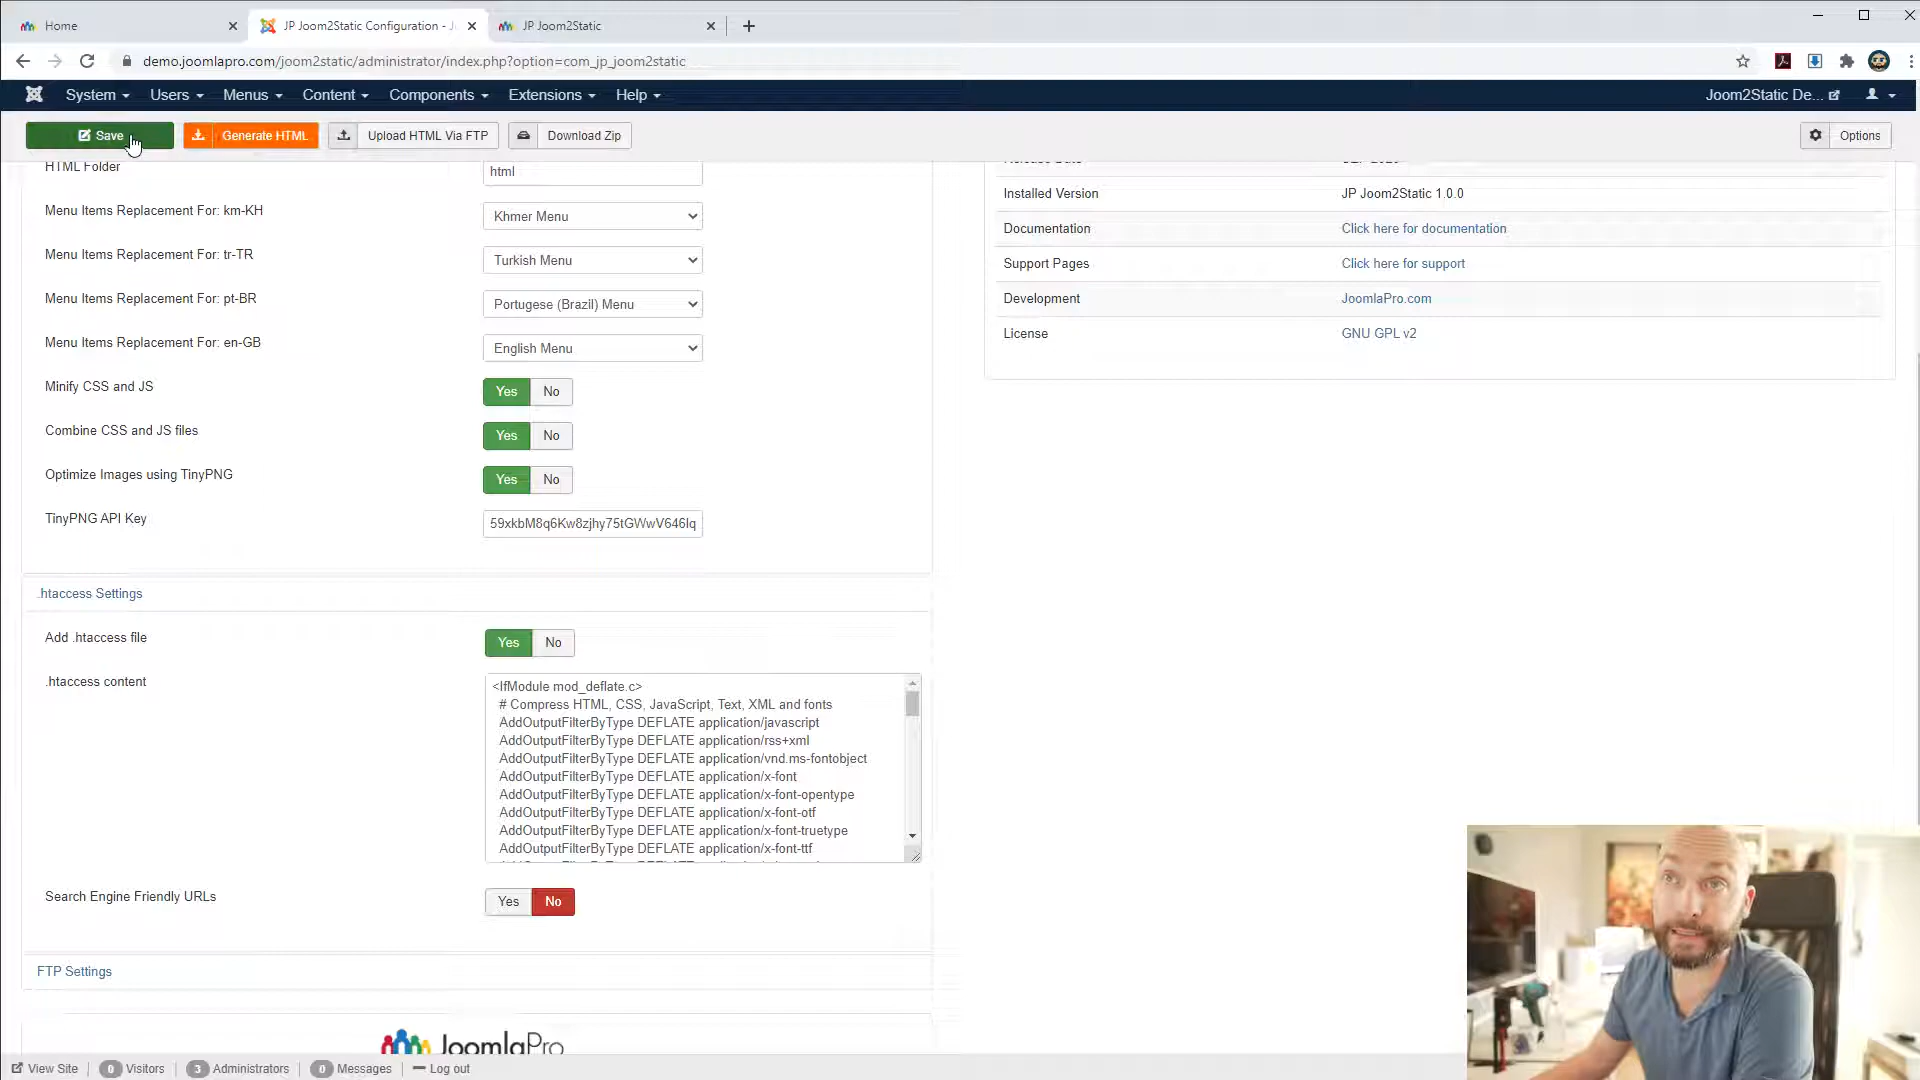 Home
JP Joom2Static Configuration - J
JP Joom2Static
demo.joomlapro.com/joom2static/administrator/index.php?option=com_jp_joom2static
System
Users
Menus
Content
Components
Extensions
Help
Joom2Static De...
Save
Generate HTML
Upload HTML Via FTP
Download Zip
Options
HTML Folder
html
Menu Items Replacement For: km-KH
Khmer Menu
Menu Items Replacement For: tr-TR
Turkish Menu
Menu Items Replacement For: pt-BR
Portugese (Brazil) Menu
Menu Items Replacement For: en-GB
English Menu
Minify CSS and JS
Yes No
Combine CSS and JS files
Yes No
Optimize Images using TinyPNG
Yes No
TinyPNG API Key
59xkbM8q6Kw8zjhy75tGWwV646lq
.htaccess Settings
Add .htaccess file
Yes No
.htaccess content
<IfModule mod_deflate.c>
# Compress HTML, CSS, JavaScript, Text, XML and fonts
AddOutputFilterByType DEFLATE application/javascript
AddOutputFilterByType DEFLATE application/rss+xml
AddOutputFilterByType DEFLATE application/vnd.ms-fontobject
AddOutputFilterByType DEFLATE application/x-font
AddOutputFilterByType DEFLATE application/x-font-opentype
AddOutputFilterByType DEFLATE application/x-font-otf
AddOutputFilterByType DEFLATE application/x-font-truetype
AddOutputFilterByType DEFLATE application/x-font-ttf
Search Engine Friendly URLs
Yes No
FTP Settings
JoomlaPro
Installed Version
JP Joom2Static 1.0.0
Documentation
Click here for documentation
Support Pages
Click here for support
Development
JoomlaPro.com
License
GNU GPL v2
View Site
0 Visitors
3 Administrators
0 Messages
Log out